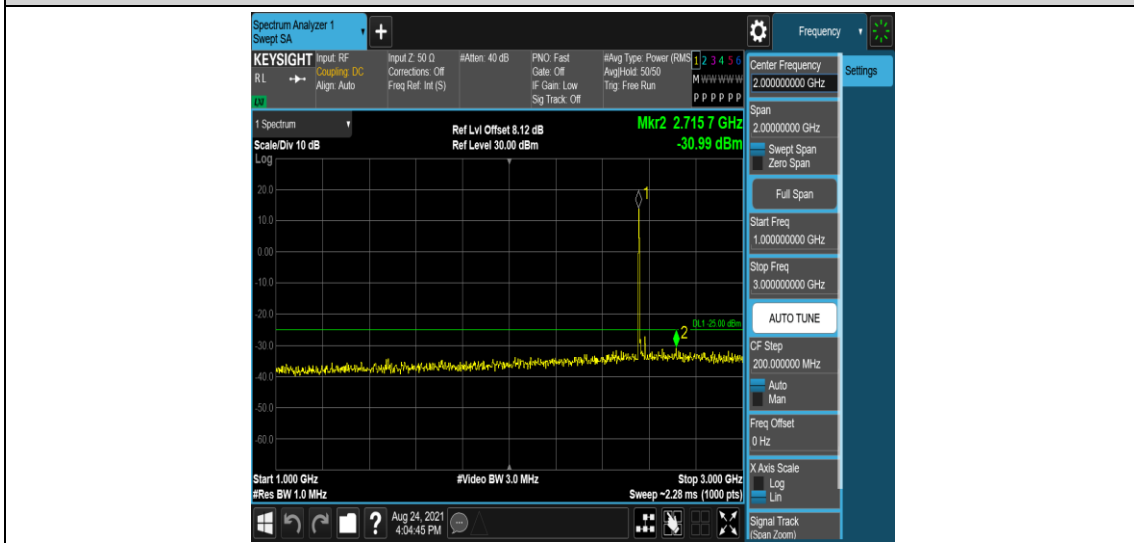 Spectrum Analyzer 1
Swept SA
+
Frequency
KEYSIGHT
RL
LXI
Input: RF
Coupling: DC
Align: Auto
Input Z: 50 Ω
Corrections: Off
Freq Ref: Int (S)
#Atten: 40 dB
PNO: Fast
Gate: Off
IF Gain: Low
Sig Track: Off
#Avg Type: Power (RMS
Avg|Hold: 50/50
Trig: Free Run
1 2 3 4 5 6
M W W W W W
P P P P P P
1 Spectrum
Scale/Div 10 dB
Ref Lvl Offset 8.12 dB
Ref Level 30.00 dBm
Mkr2 2.715 7 GHz
-30.99 dBm
Log
20.0
10.0
0.00
-10.0
-20.0
-30.0
-40.0
-50.0
-60.0
1
DL1 -25.00 dBm
2
Start 1.000 GHz
#Res BW 1.0 MHz
#Video BW 3.0 MHz
Stop 3.000 GHz
Sweep ~2.28 ms (1000 pts)
?
Aug 24, 2021
4:04:45 PM
Center Frequency
2.000000000 GHz
Settings
Span
2.00000000 GHz
Swept Span
Zero Span
Full Span
Start Freq
1.000000000 GHz
Stop Freq
3.000000000 GHz
AUTO TUNE
CF Step
200.000000 MHz
Auto
Man
Freq Offset
0 Hz
X Axis Scale
Log
Lin
Signal Track
(Span Zoom)